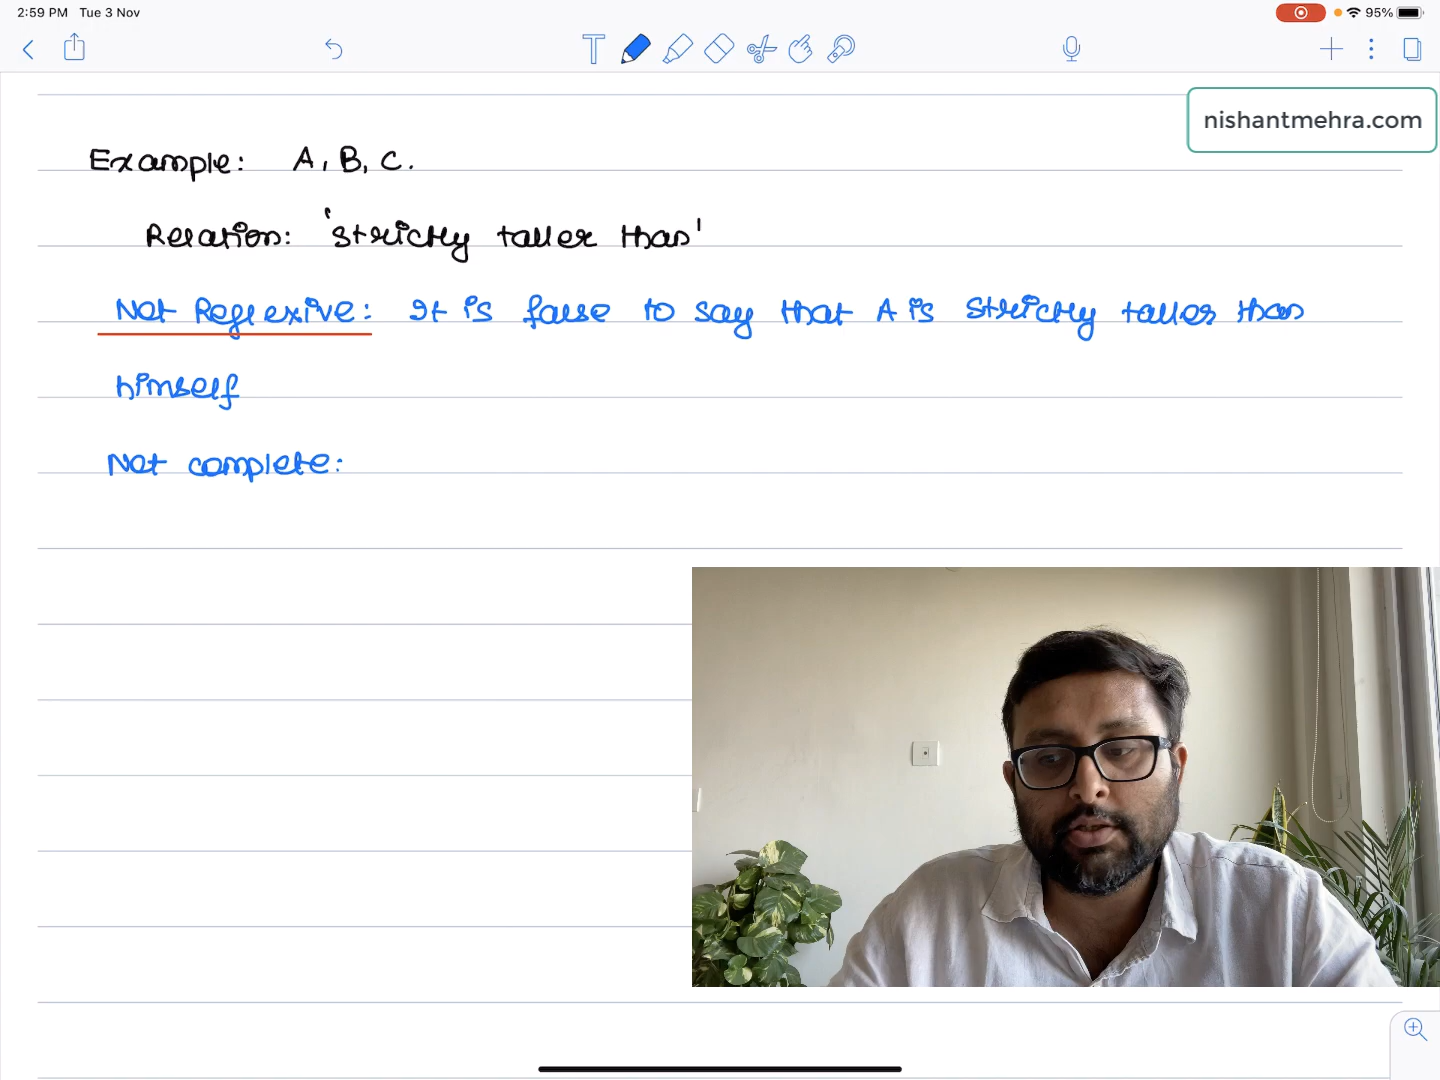 2:59 PM Tue 3 Nov
95%
T
nishantmehra.com
Example: A, B, C.
Relation: 'strictly taller than'
Not Reflexive: It is false to say that A is strictly taller than
himself
Not complete: